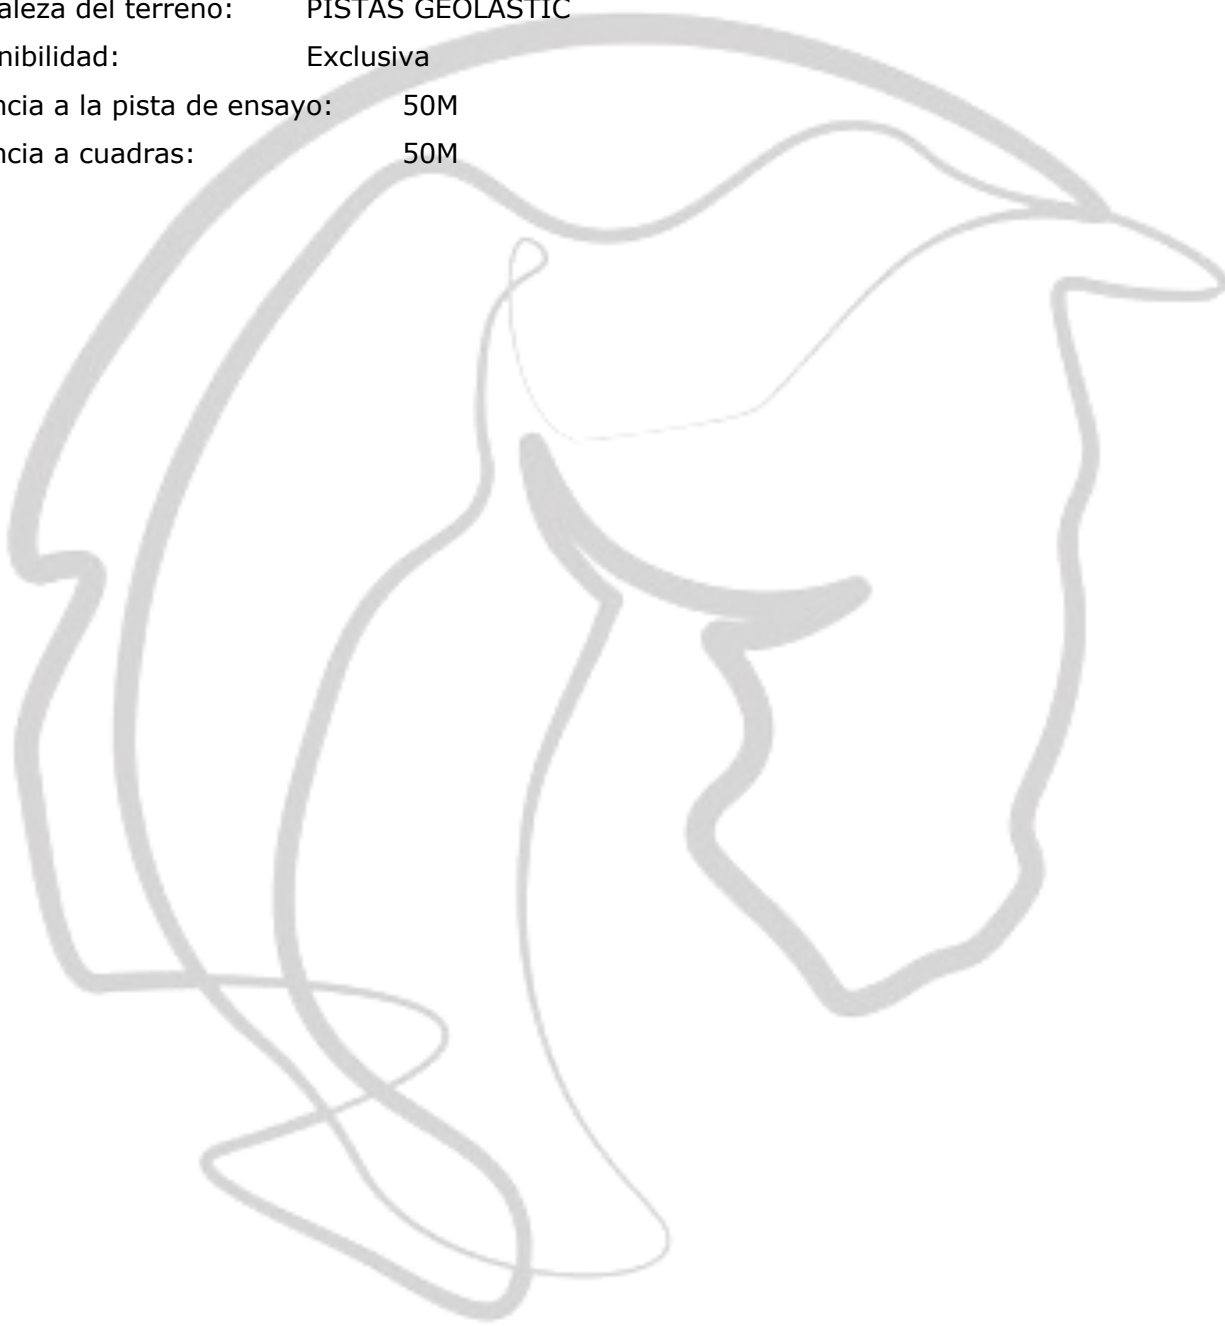 aleza del terreno: PISTAS GEOLASTIC
nibilidad: Exclusiva
ncia a la pista de ensayo: 50M
ncia a cuadras: 50M